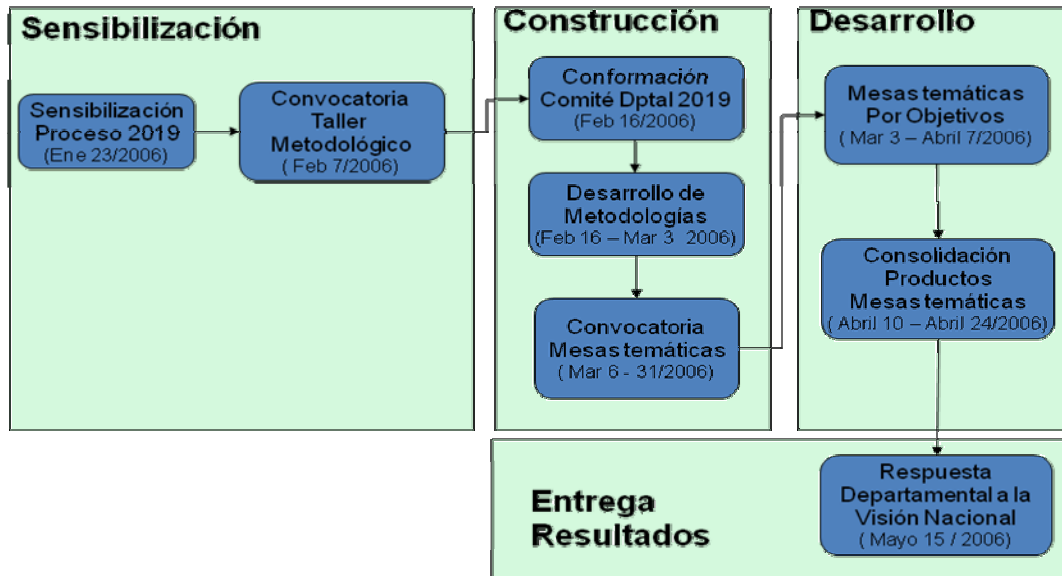 Sensibilización
Sensibilización
Proceso 2019
(Ene 23/2006)
Convocatoria
Taller
Metodológico
( Feb 7/2006)
Construcción
Conformación
Comité Dptal 2019
(Feb 16/2006)
Desarrollo de
Metodologías
(Feb 16 – Mar 3 2006)
Convocatoria
Mesas temáticas
( Mar 6 - 31/2006)
Desarrollo
Mesas temáticas
Por Objetivos
( Mar 3 – Abril 7/2006)
Consolidación
Productos
Mesas temáticas
( Abril 10 – Abril 24/2006)
Entrega
Resultados
Respuesta
Departamental a la
Visión Nacional
( Mayo 15 / 2006)